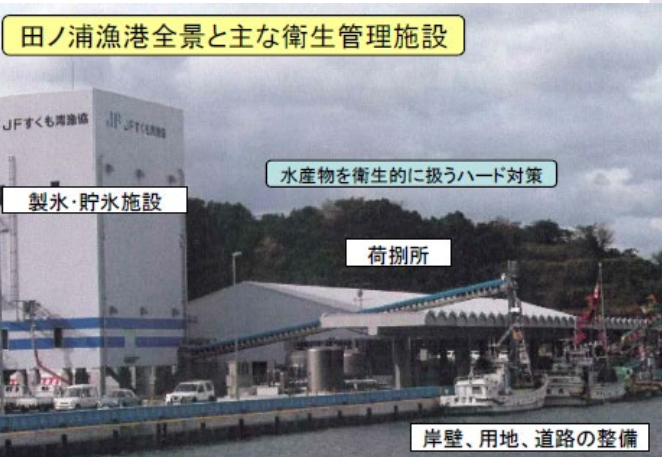 田ノ浦漁港全景と主な衛生管理施設
JFすくも湾漁協
JF JFすくも湾漁協
水産物を衛生的に扱うハード対策
製氷・貯氷施設
荷捌所
岸壁、用地、道路の整備